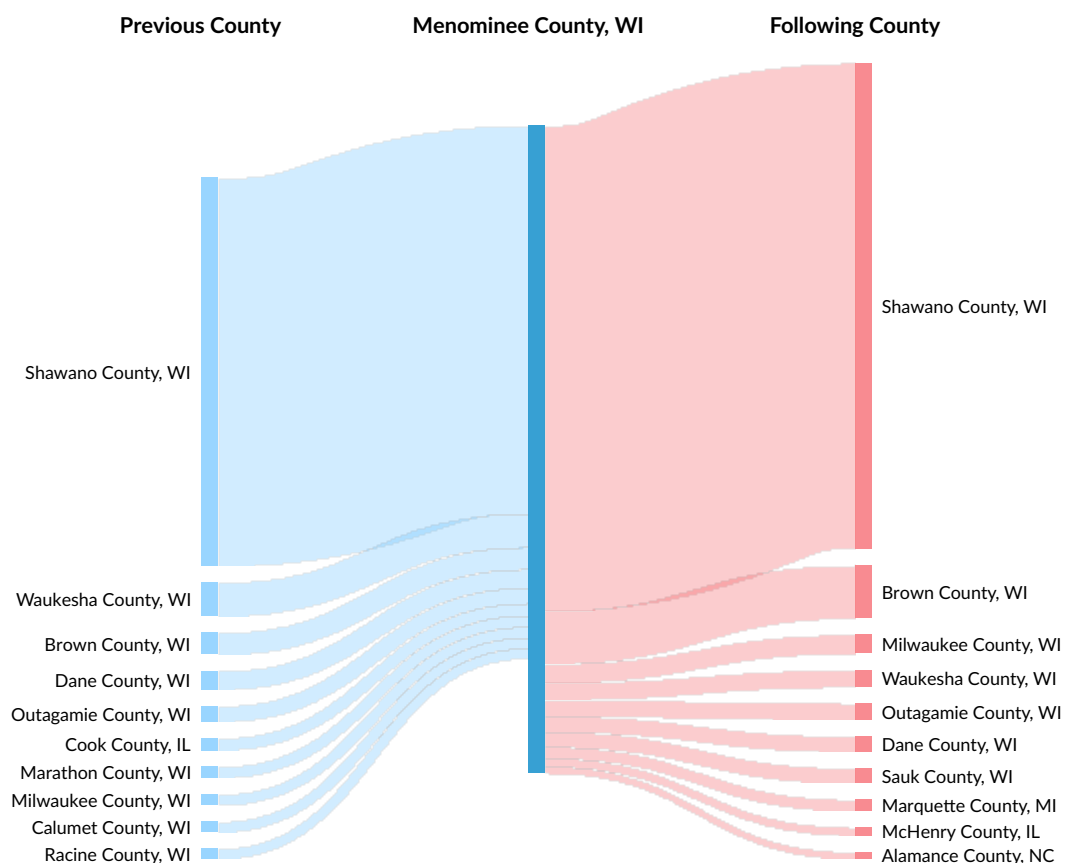 Previous County
Menominee County, WI
Following County
Shawano County, WI
Waukesha County, WI
Brown County, WI
Dane County, WI
Outagamie County, WI
Cook County, IL
Marathon County, WI
Milwaukee County, WI
Calumet County, WI
Racine County, WI
Shawano County, WI
Brown County, WI
Milwaukee County, WI
Waukesha County, WI
Outagamie County, WI
Dane County, WI
Sauk County, WI
Marquette County, MI
McHenry County, IL
Alamance County, NC